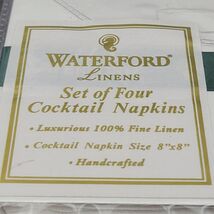 WATERFORD
LINENS
Set of Four
Cocktail Napkins
• Luxurious 100% Fine Linen
• Cocktail Napkin Size 8"x8"
• Handcrafted